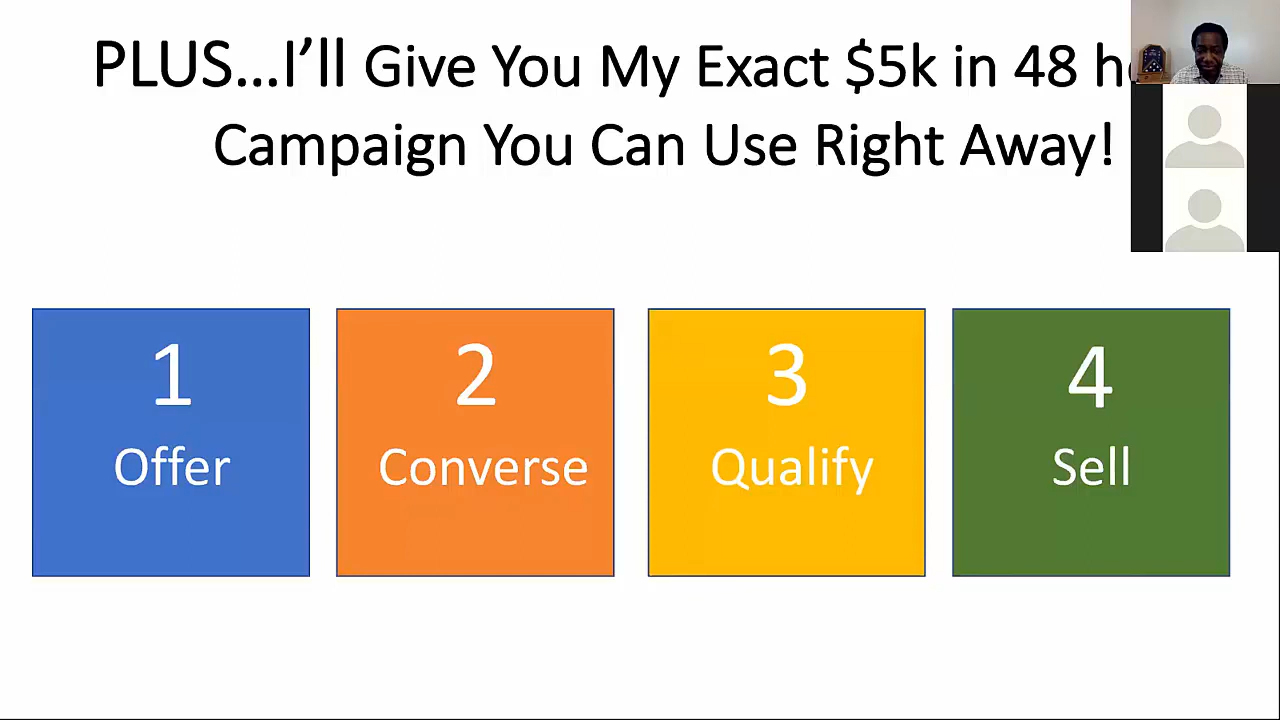 PLUS...I'll Give You My Exact $5k in 48
Campaign You Can Use Right Away!
1
Offer
2
Converse
3
Qualify
4
Sell